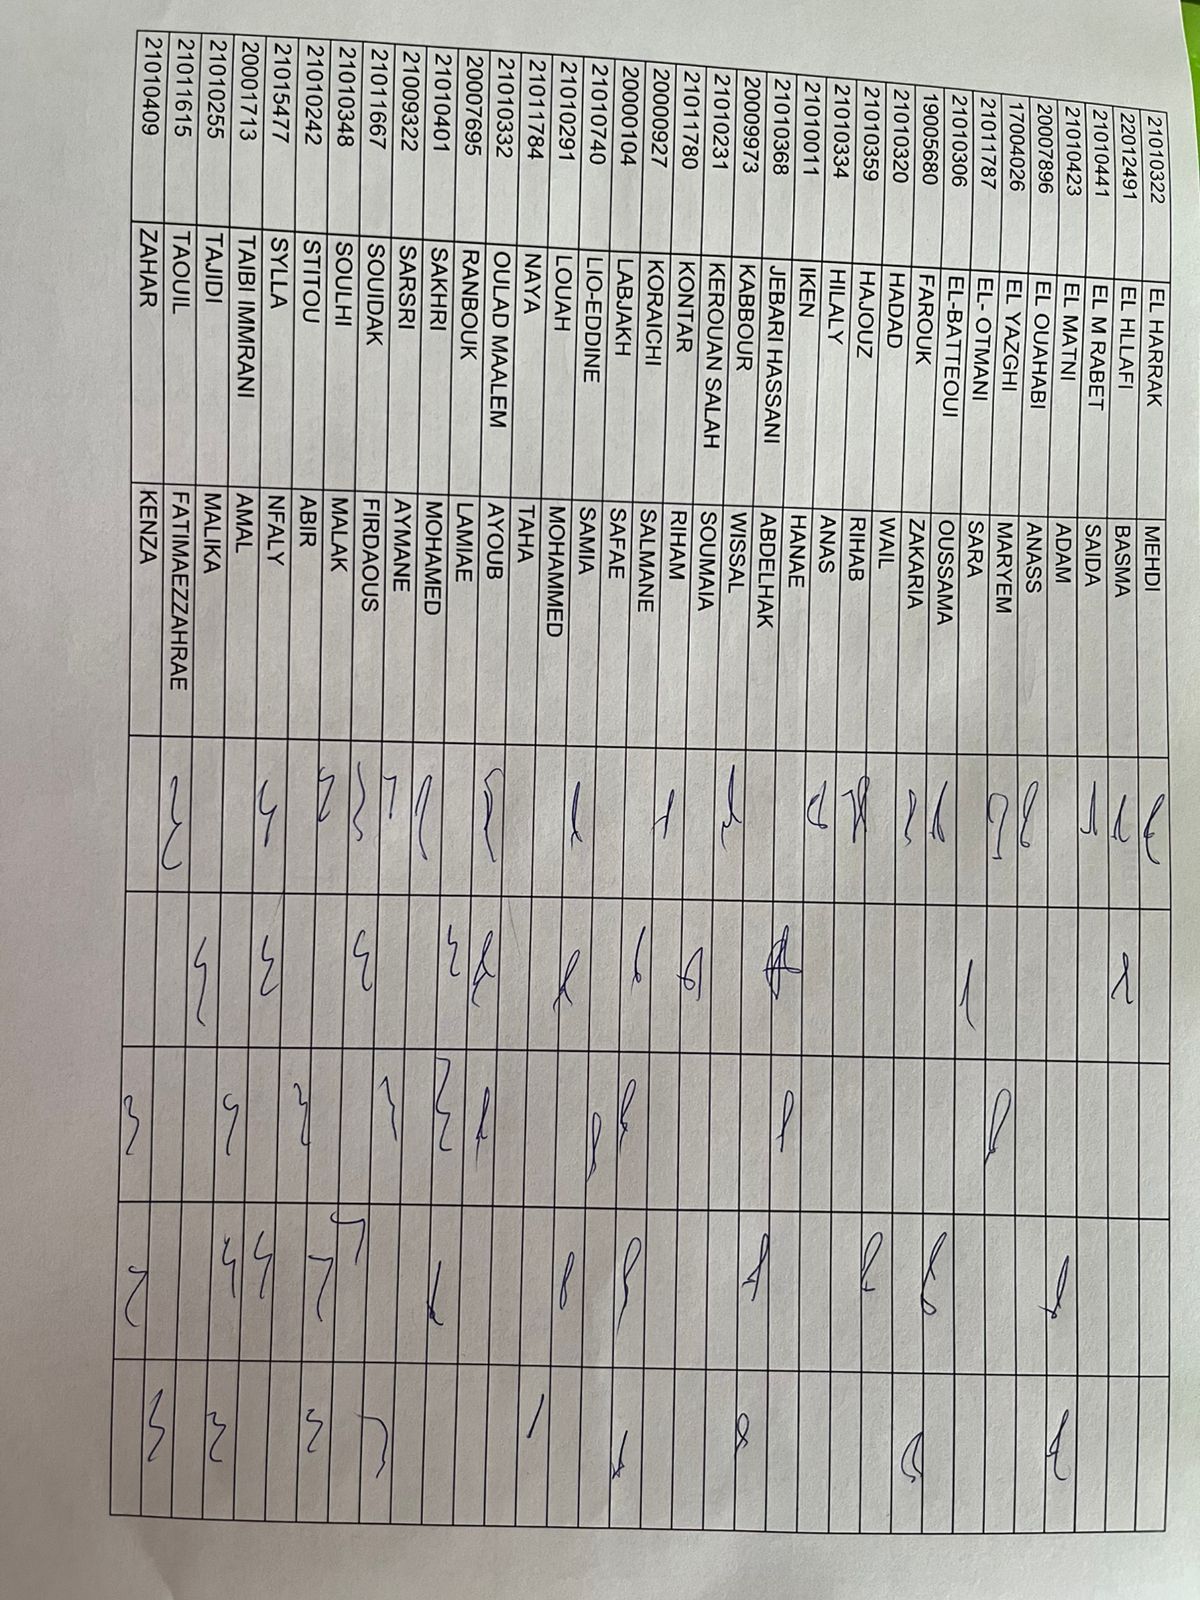 21010322 EL HARRAK MEHDI
22012491 EL HLLAFI BASMA
21010441 EL M RABET SAIDA
21010423 EL MATNI ADAM
20007896 EL OUAHABI ANASS
17004026 EL YAZGHI MARYEM
21011787 EL- OTMANI SARA
21010306 EL-BATTEOUI OUSSAMA
19005680 FAROUK ZAKARIA
21010320 HADAD WAIL
21010359 HAJOUZ RIHAB
21010334 HILALY ANAS
21010011 IKEN HANAE
21010368 JEBARI HASSANI ABDELHAK
20009973 KABBOUR WISSAL
21010231 KEROUAN SALAH SOUMAIA
21011780 KONTAR RIHAM
20000927 KORAICHI SALMANE
20000104 LABJAKH SAFAE
21010740 LIO-EDDINE SAMIA
21010291 LOUAH MOHAMMED
21011784 NAYA TAHA
21010332 OULAD MAALEM AYOUB
20007695 RANBOUK LAMIAE
21010401 SAKHRI MOHAMED
21009322 SARSRI AYMANE
21011667 SOUIDAK FIRDAOUS
21010348 SOULHI MALAK
21010242 STITOU ABIR
21015477 SYLLA NFALY
20001713 TAIBI IMMRANI AMAL
21010255 TAJIDI MALIKA
21011615 TAOUIL FATIMAEZZAHRAE
21010409 ZAHAR KENZA